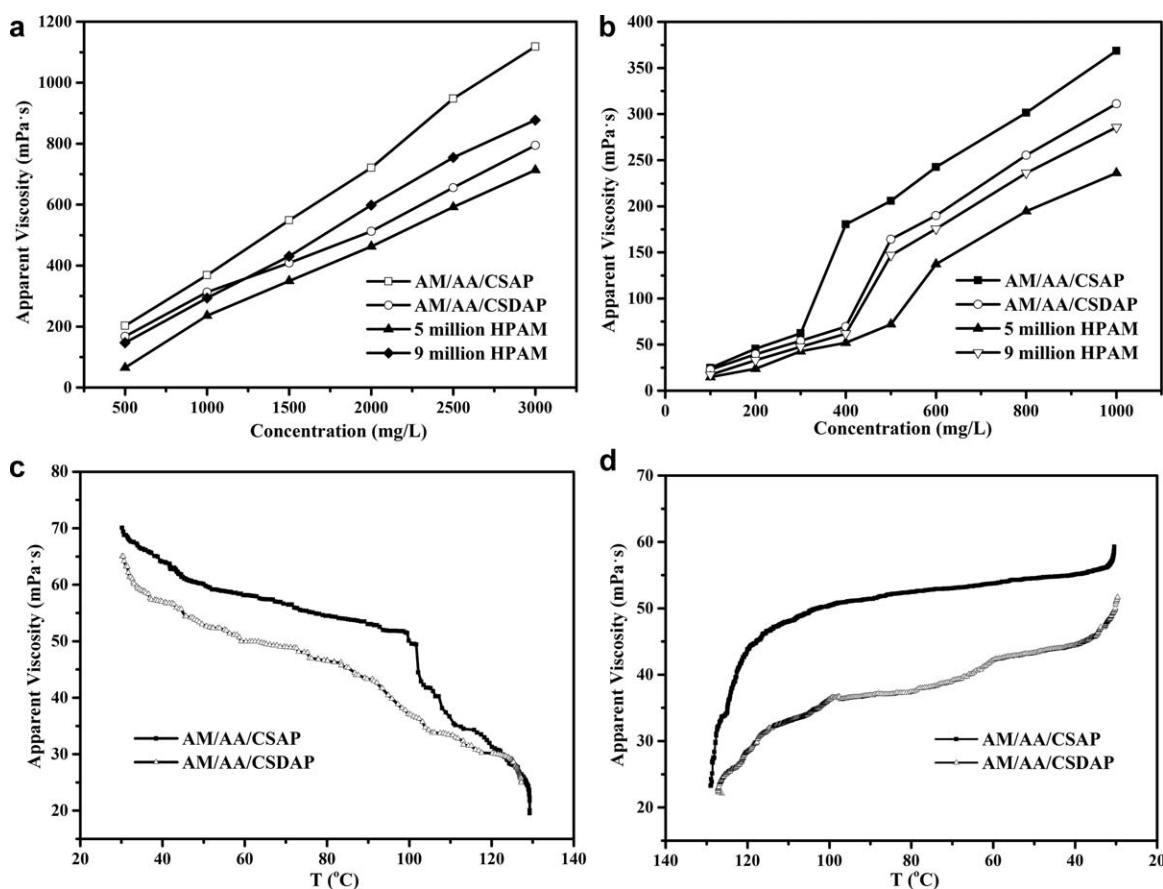 a
1200
1000
800
600
400
200
0
Apparent Viscosity (mPa·s)
AM/AA/CSAP
AM/AA/CSDAP
5 million HPAM
9 million HPAM
500 1000 1500 2000 2500 3000
Concentration (mg/L)
b
400
350
300
250
200
150
100
50
0
Apparent Viscosity (mPa·s)
AM/AA/CSAP
AM/AA/CSDAP
5 million HPAM
9 million HPAM
0 200 400 600 800 1000
Concentration (mg/L)
c
80
70
60
50
40
30
20
Apparent Viscosity (mPa·s)
AM/AA/CSAP
AM/AA/CSDAP
20 40 60 80 100 120 140
T (°C)
d
70
60
50
40
30
20
Apparent Viscosity (mPa·s)
AM/AA/CSAP
AM/AA/CSDAP
140 120 100 80 60 40 20
T (°C)